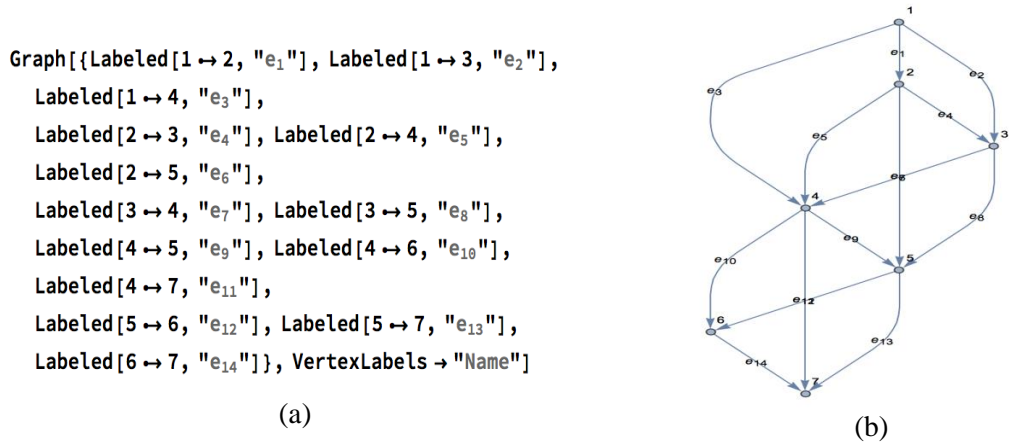 Graph[{Labeled[1 ↔ 2, "e₁"], Labeled[1 ↔ 3, "e₂"],
Labeled[1 ↔ 4, "e₃"],
Labeled[2 ↔ 3, "e₄"], Labeled[2 ↔ 4, "e₅"],
Labeled[2 ↔ 5, "e₆"],
Labeled[3 ↔ 4, "e₇"], Labeled[3 ↔ 5, "e₈"],
Labeled[4 ↔ 5, "e₉"], Labeled[4 ↔ 6, "e₁₀"],
Labeled[4 ↔ 7, "e₁₁"],
Labeled[5 ↔ 6, "e₁₂"], Labeled[5 ↔ 7, "e₁₃"],
Labeled[6 ↔ 7, "e₁₄"]}, VertexLabels → "Name"]
(a)
1
e₁
e₂
e₃
2
e₄
e₅
3
4
e₈
e₉
5
e₁₀
6
e₁₃
e₁₄
7
(b)